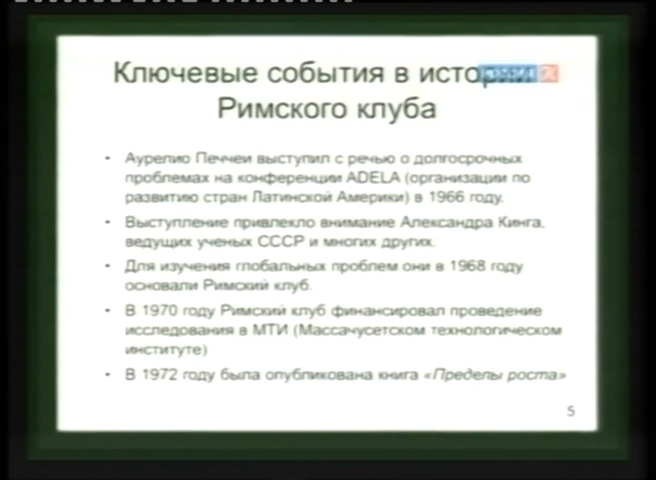 Ключевые события в истории
Римского клуба
• Аурелио Печчеи выступил с речью о долгосрочных
проблемах на конференции ADELA (организации по
развитию стран Латинской Америки) в 1966 году.
• Выступление привлекло внимание Александра Кинга,
ведущих ученых СССР и многих других.
• Для изучения глобальных проблем они в 1968 году
основали Римский клуб.
• В 1970 году Римский клуб финансировал проведение
исследования в МТИ (Массачусетском технологическом
институте)
• В 1972 году была опубликована книга «Пределы роста»
5